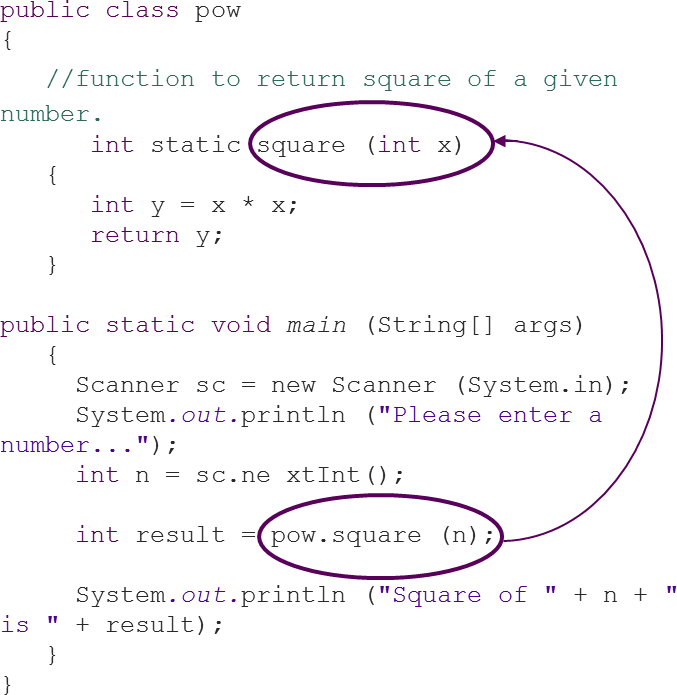 public class pow
{
//function to return square of a given
number.
int static square (int x)
{
int y = x * x;
return y;
}
public static void main (String[] args)
{
Scanner sc = new Scanner (System.in);
System.out.println ("Please enter a
number...");
int n = sc.ne xtInt();
int result = pow.square (n);
System.out.println ("Square of " + n + "
is " + result);
}
}